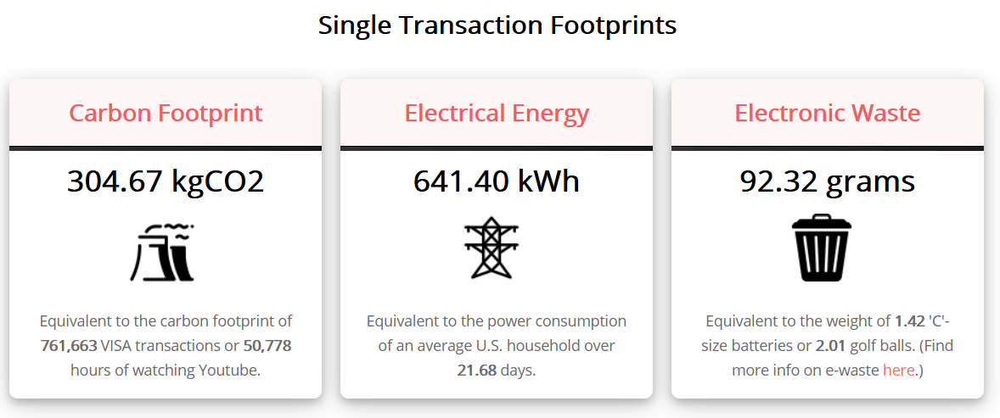 Single Transaction Footprints
Carbon Footprint
304.67 kgCO2
Equivalent to the carbon footprint of
761,663 VISA transactions or 50,778
hours of watching Youtube.
Electrical Energy
641.40 kWh
Equivalent to the power consumption
of an average U.S. household over
21.68 days.
Electronic Waste
92.32 grams
Equivalent to the weight of 1.42 'C'-
size batteries or 2.01 golf balls. (Find
more info on e-waste here.)